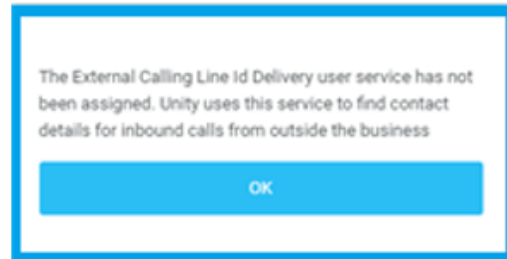 The External Calling Line Id Delivery user service has not
been assigned. Unity uses this service to find contact
details for inbound calls from outside the business
OK